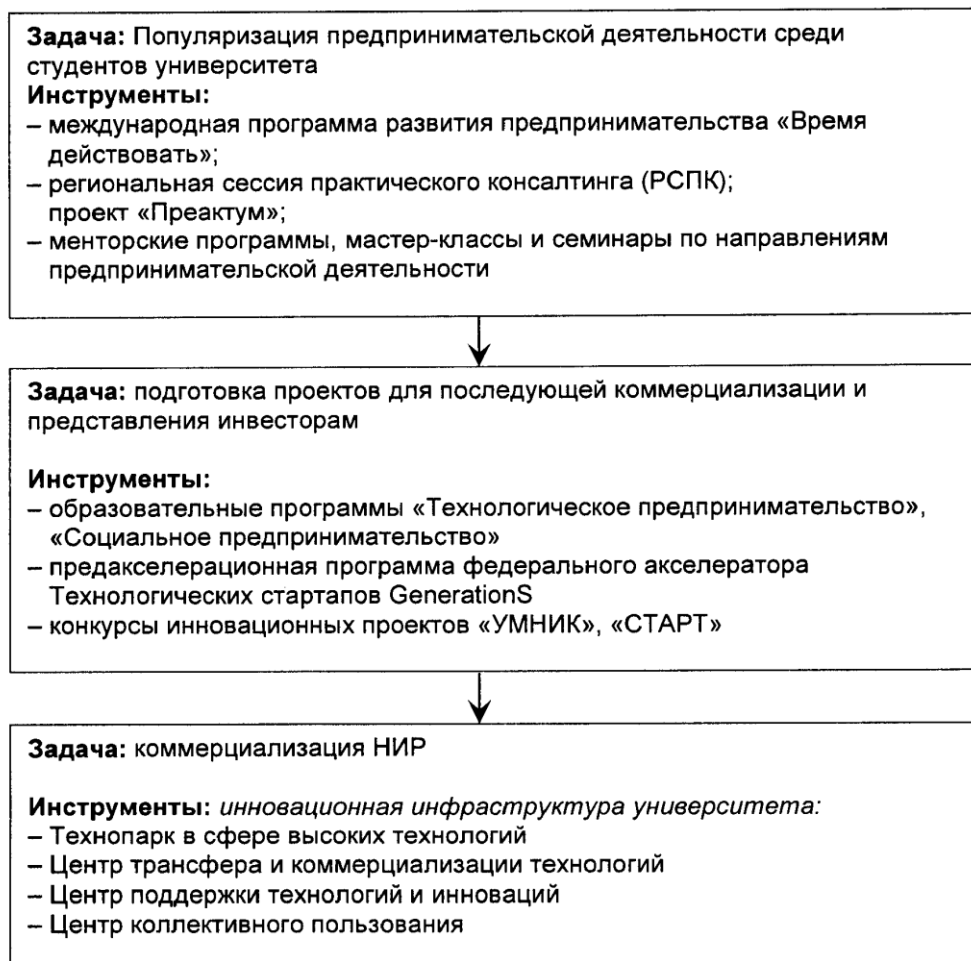 Задача: Популяризация предпринимательской деятельности среди
студентов университета
Инструменты:
– международная программа развития предпринимательства «Время
действовать»;
– региональная сессия практического консалтинга (РСПК);
проект «Преактум»;
– менторские программы, мастер-классы и семинары по направлениям
предпринимательской деятельности
Задача: подготовка проектов для последующей коммерциализации и
представления инвесторам
Инструменты:
– образовательные программы «Технологическое предпринимательство»,
«Социальное предпринимательство»
– предакселерационная программа федерального акселератора
Технологических стартапов GenerationS
– конкурсы инновационных проектов «УМНИК», «СТАРТ»
Задача: коммерциализация НИР
Инструменты: инновационная инфраструктура университета:
– Технопарк в сфере высоких технологий
– Центр трансфера и коммерциализации технологий
– Центр поддержки технологий и инноваций
– Центр коллективного пользования